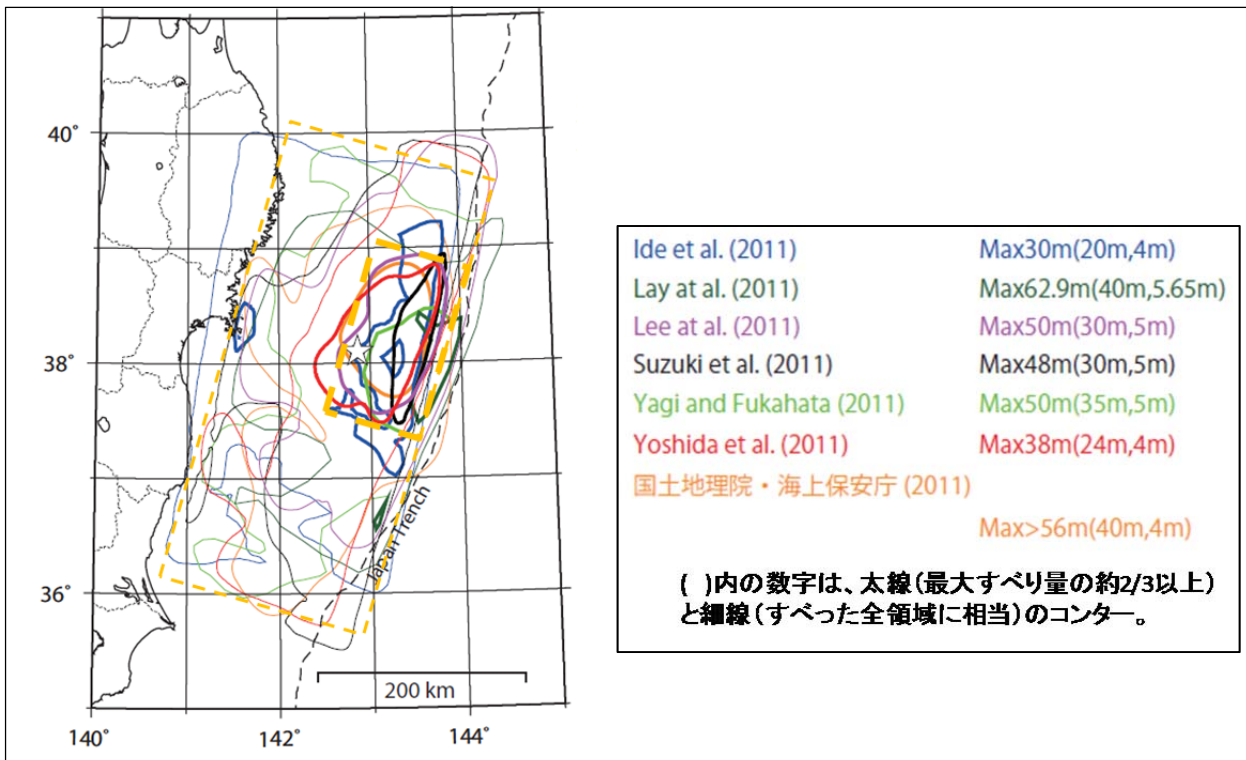 40˚
38˚
36˚
140˚
142˚
144˚
Japan Trench
200 km
Ide et al. (2011) Max30m(20m,4m)
Lay at al. (2011) Max62.9m(40m,5.65m)
Lee at al. (2011) Max50m(30m,5m)
Suzuki et al. (2011) Max48m(30m,5m)
Yagi and Fukahata (2011) Max50m(35m,5m)
Yoshida et al. (2011) Max38m(24m,4m)
国土地理院・海上保安庁 (2011)
Max>56m(40m,4m)
( )内の数字は、太線(最大すべり量の約2/3以上)
と細線(すべった全領域に相当)のコンター。